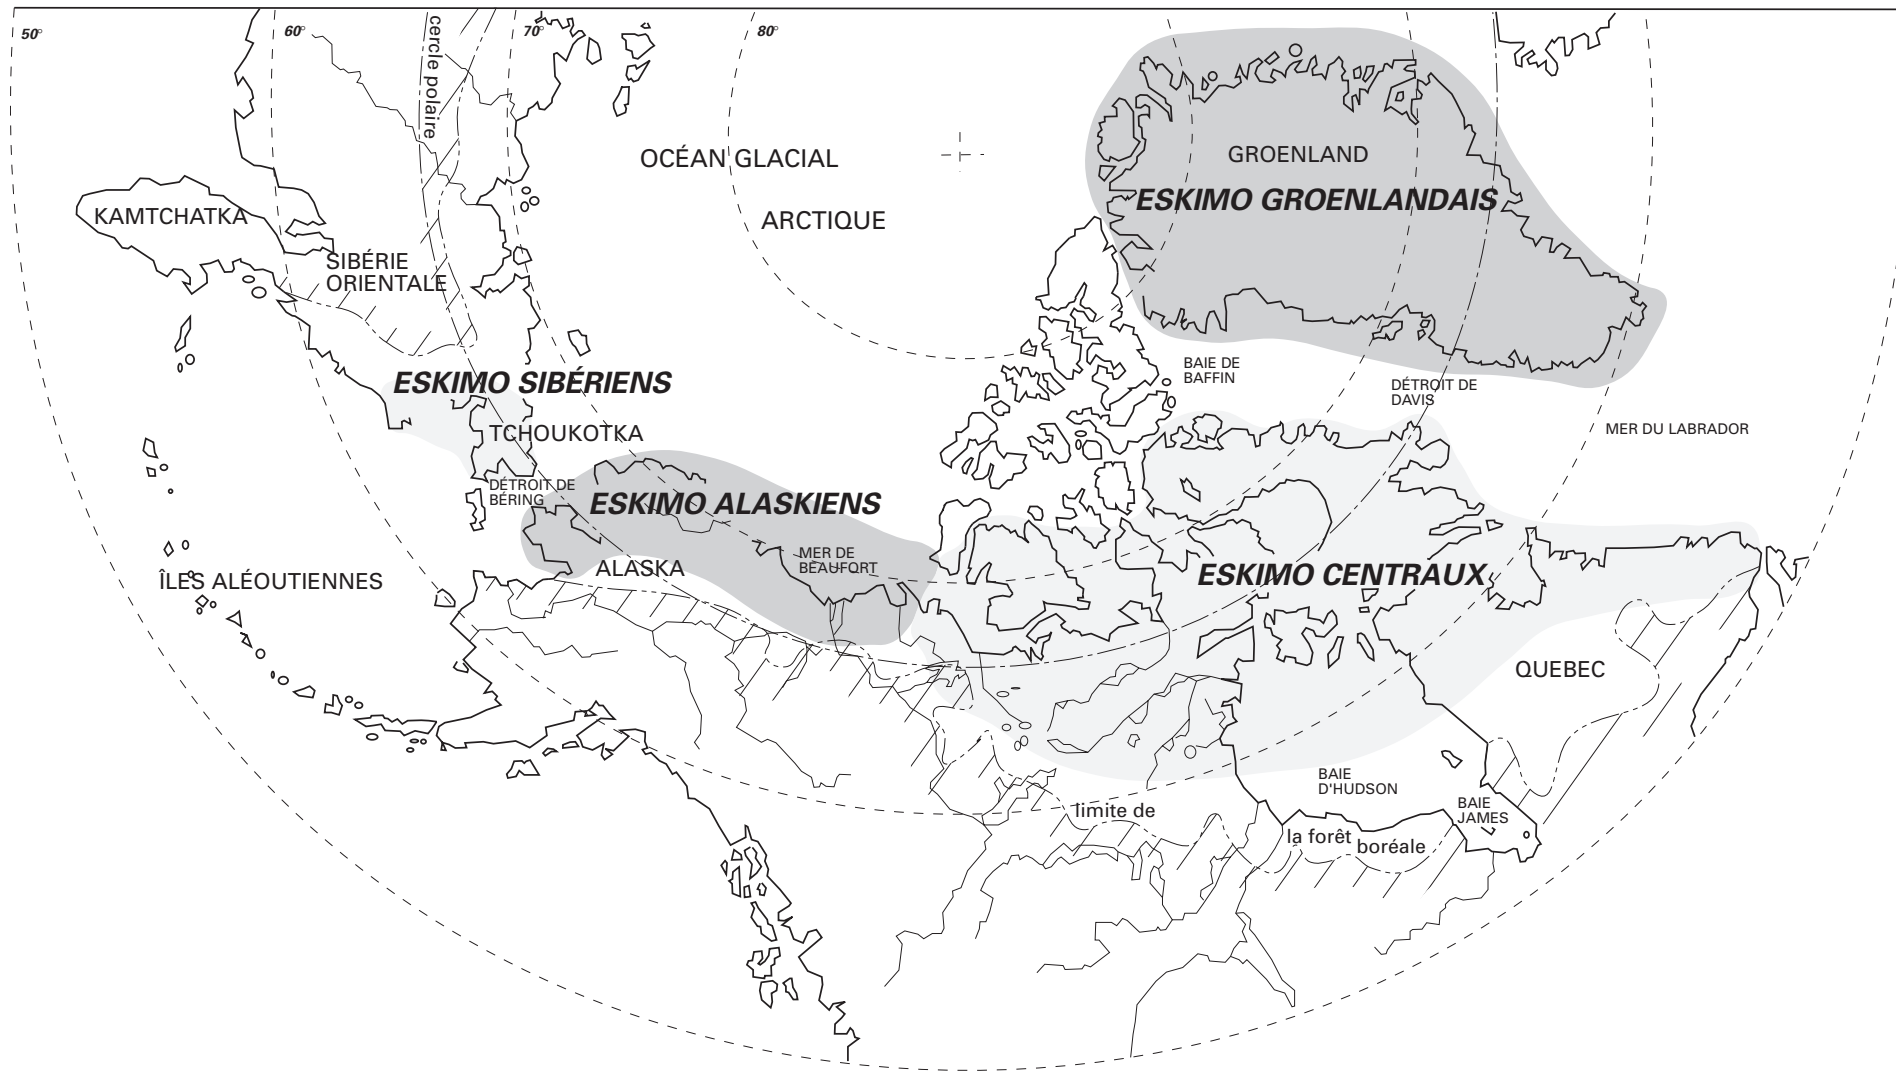 50°
60°
cercle polaire
70°
80°
OCÉAN GLACIAL
ARCTIQUE
GROENLAND
ESKIMO GROENLANDAIS
KAMTCHATKA
SIBÉRIE
ORIENTALE
ESKIMO SIBÉRIENS
TCHOUKOTKA
BAIE DE
BAFFIN
DÉTROIT DE
DAVIS
MER DU LABRADOR
DÉTROIT DE
BÉRING
ESKIMO ALASKIENS
MER DE
BEAUFORT
ALASKA
ÎLES ALÉOUTIENNES
ESKIMO CENTRAUX
QUEBEC
BAIE
D'HUDSON
BAIE
JAMES
limite de
la forêt
boréale